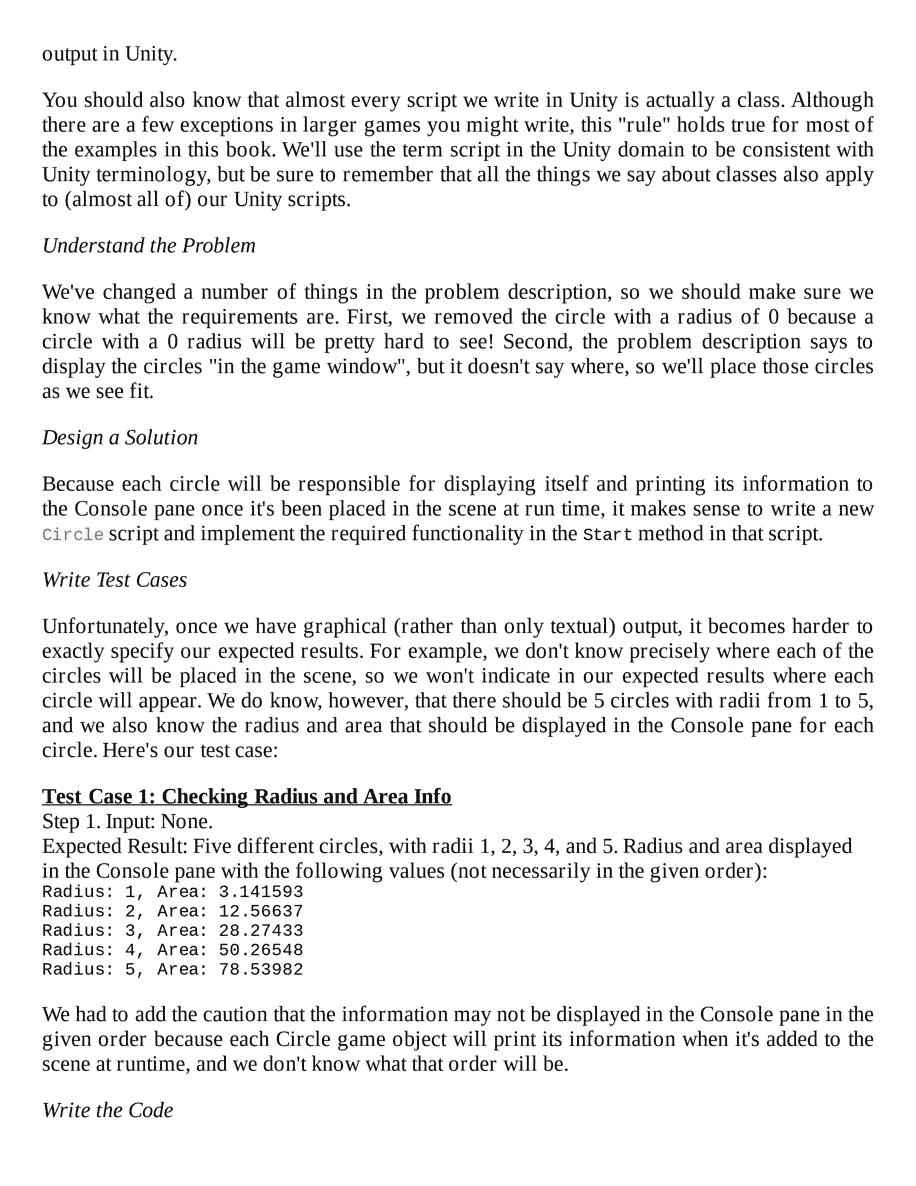 output in Unity.
You should also know that almost every script we write in Unity is actually a class. Although
there are a few exceptions in larger games you might write, this "rule" holds true for most of
the examples in this book. We'll use the term script in the Unity domain to be consistent with
Unity terminology, but be sure to remember that all the things we say about classes also apply
to (almost all of) our Unity scripts.
Understand the Problem
We've changed a number of things in the problem description, so we should make sure we
know what the requirements are. First, we removed the circle with a radius of 0 because a
circle with a 0 radius will be pretty hard to see! Second, the problem description says to
display the circles "in the game window", but it doesn't say where, so we'll place those circles
as we see fit.
Design a Solution
Because each circle will be responsible for displaying itself and printing its information to
the Console pane once it's been placed in the scene at run time, it makes sense to write a new
Circle script and implement the required functionality in the Start method in that script.
Write Test Cases
Unfortunately, once we have graphical (rather than only textual) output, it becomes harder to
exactly specify our expected results. For example, we don't know precisely where each of the
circles will be placed in the scene, so we won't indicate in our expected results where each
circle will appear. We do know, however, that there should be 5 circles with radii from 1 to 5,
and we also know the radius and area that should be displayed in the Console pane for each
circle. Here's our test case:
Test Case 1: Checking Radius and Area Info
Step 1. Input: None.
Expected Result: Five different circles, with radii 1, 2, 3, 4, and 5. Radius and area displayed
in the Console pane with the following values (not necessarily in the given order):
Radius: 1, Area: 3.141593
Radius: 2, Area: 12.56637
Radius: 3, Area: 28.27433
Radius: 4, Area: 50.26548
Radius: 5, Area: 78.53982
We had to add the caution that the information may not be displayed in the Console pane in the
given order because each Circle game object will print its information when it's added to the
scene at runtime, and we don't know what that order will be.
Write the Code